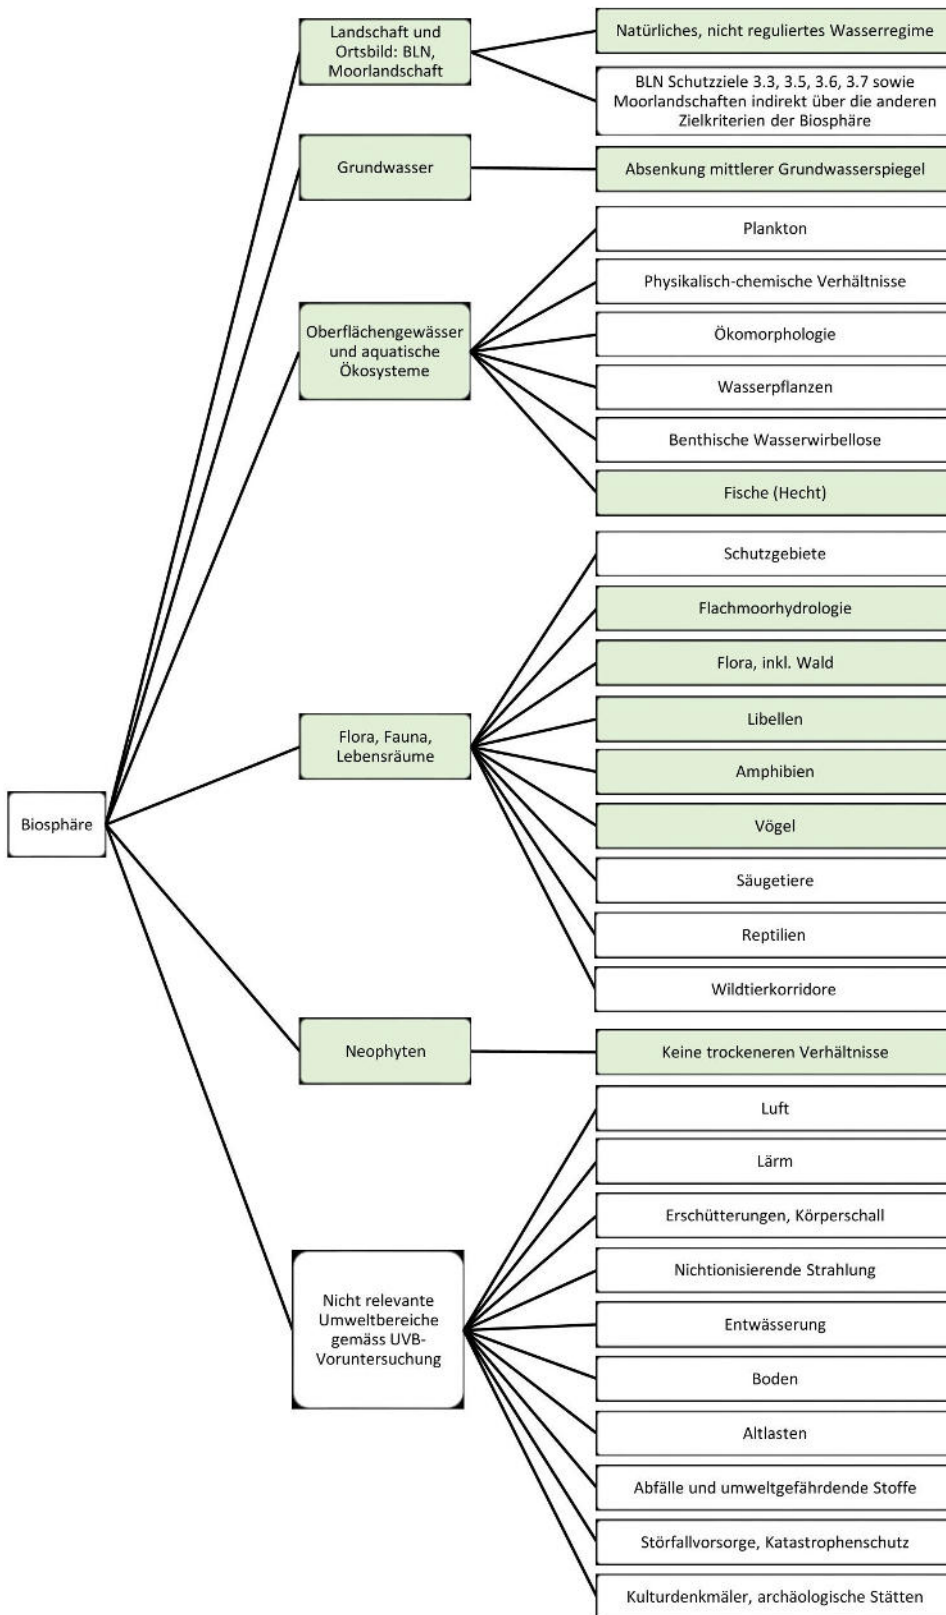 Biosphäre
Landschaft und
Ortsbild: BLN,
Moorlandschaft
Natürliches, nicht reguliertes Wasserregime
BLN Schutzziele 3.3, 3.5, 3.6, 3.7 sowie
Moorlandschaften indirekt über die anderen
Zielkriterien der Biosphäre
Grundwasser
Absenkung mittlerer Grundwasserspiegel
Oberflächengewässer
und aquatische
Ökosysteme
Plankton
Physikalisch-chemische Verhältnisse
Ökomorphologie
Wasserpflanzen
Benthische Wasserwirbellose
Fische (Hecht)
Flora, Fauna,
Lebensräume
Schutzgebiete
Flachmoorhydrologie
Flora, inkl. Wald
Libellen
Amphibien
Vögel
Säugetiere
Reptilien
Wildtierkorridore
Neophyten
Keine trockeneren Verhältnisse
Nicht relevante
Umweltbereiche
gemäss UVB-
Voruntersuchung
Luft
Lärm
Erschütterungen, Körperschall
Nichtionisierende Strahlung
Entwässerung
Boden
Altlasten
Abfälle und umweltgefährdende Stoffe
Störfallvorsorge, Katastrophenschutz
Kulturdenkmäler, archäologische Stätten